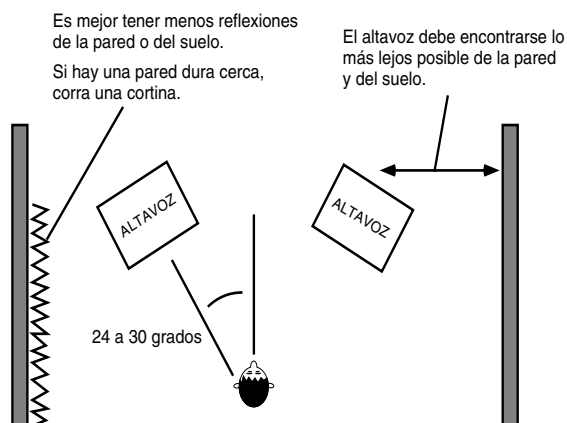 Es mejor tener menos reflexiones
de la pared o del suelo.
Si hay una pared dura cerca,
corra una cortina.
El altavoz debe encontrarse lo
más lejos posible de la pared
y del suelo.
ALTAVOZ
ALTAVOZ
24 a 30 grados